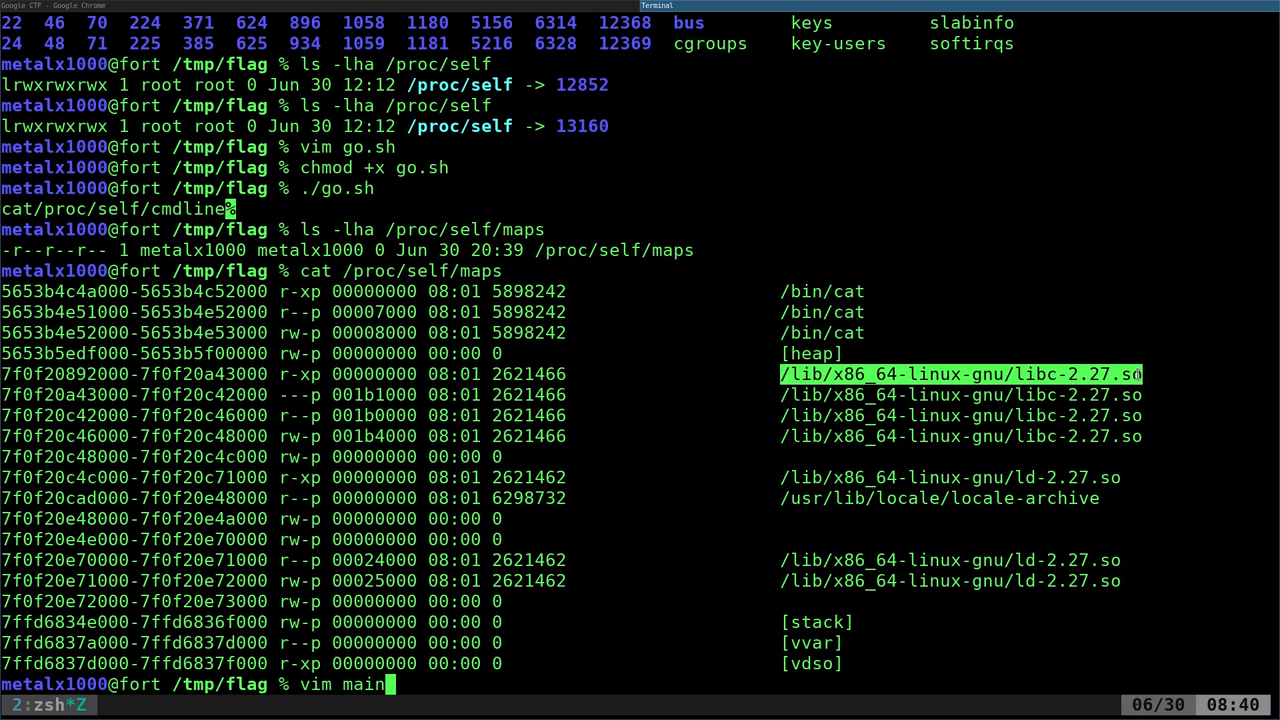 Google CTF - Google Chrome Terminal
22 46 70 224 371 624 896 1058 1180 5156 6314 12368 bus keys slabinfo
24 48 71 225 385 625 934 1059 1181 5216 6328 12369 cgroups key-users softirqs
metalx1000@fort /tmp/flag % ls -lha /proc/self
lrwxrwxrwx 1 root root 0 Jun 30 12:12 /proc/self -> 12852
metalx1000@fort /tmp/flag % ls -lha /proc/self
lrwxrwxrwx 1 root root 0 Jun 30 12:12 /proc/self -> 13160
metalx1000@fort /tmp/flag % vim go.sh
metalx1000@fort /tmp/flag % chmod +x go.sh
metalx1000@fort /tmp/flag % ./go.sh
cat/proc/self/cmdline%
metalx1000@fort /tmp/flag % ls -lha /proc/self/maps
-r--r--r-- 1 metalx1000 metalx1000 0 Jun 30 20:39 /proc/self/maps
metalx1000@fort /tmp/flag % cat /proc/self/maps
5653b4c4a000-5653b4c52000 r-xp 00000000 08:01 5898242 /bin/cat
5653b4e51000-5653b4e52000 r--p 00007000 08:01 5898242 /bin/cat
5653b4e52000-5653b4e53000 rw-p 00008000 08:01 5898242 /bin/cat
5653b5edf000-5653b5f00000 rw-p 00000000 00:00 0 [heap]
7f0f20892000-7f0f20a43000 r-xp 00000000 08:01 2621466 /lib/x86_64-linux-gnu/libc-2.27.so
7f0f20a43000-7f0f20c42000 ---p 001b1000 08:01 2621466 /lib/x86_64-linux-gnu/libc-2.27.so
7f0f20c42000-7f0f20c46000 r--p 001b0000 08:01 2621466 /lib/x86_64-linux-gnu/libc-2.27.so
7f0f20c46000-7f0f20c48000 rw-p 001b4000 08:01 2621466 /lib/x86_64-linux-gnu/libc-2.27.so
7f0f20c48000-7f0f20c4c000 rw-p 00000000 00:00 0
7f0f20c4c000-7f0f20c71000 r-xp 00000000 08:01 2621462 /lib/x86_64-linux-gnu/ld-2.27.so
7f0f20cad000-7f0f20e48000 r--p 00000000 08:01 6298732 /usr/lib/locale/locale-archive
7f0f20e48000-7f0f20e4a000 rw-p 00000000 00:00 0
7f0f20e4e000-7f0f20e70000 rw-p 00000000 00:00 0
7f0f20e70000-7f0f20e71000 r--p 00024000 08:01 2621462 /lib/x86_64-linux-gnu/ld-2.27.so
7f0f20e71000-7f0f20e72000 rw-p 00025000 08:01 2621462 /lib/x86_64-linux-gnu/ld-2.27.so
7f0f20e72000-7f0f20e73000 rw-p 00000000 00:00 0
7ffd6834e000-7ffd6836f000 rw-p 00000000 00:00 0 [stack]
7ffd6837a000-7ffd6837d000 r--p 00000000 00:00 0 [vvar]
7ffd6837d000-7ffd6837f000 r-xp 00000000 00:00 0 [vdso]
metalx1000@fort /tmp/flag % vim main
2:zsh*Z 06/30 08:40